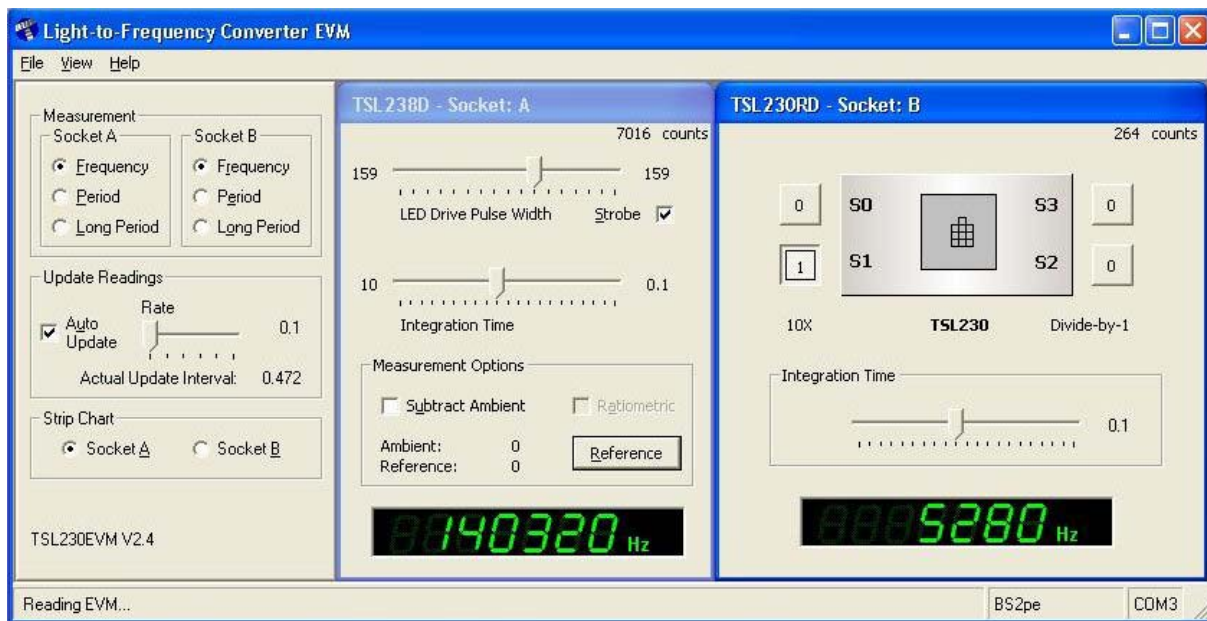 Light-to-Frequency Converter EVM
File View Help
Measurement
Socket A
Frequency
Period
Long Period
Socket B
Frequency
Period
Long Period
Update Readings
Rate
Auto Update
0.1
Actual Update Interval: 0.472
Strip Chart
Socket A Socket B
TSL230EVM V2.4
TSL238D - Socket: A
7016 counts
159 159
LED Drive Pulse Width Strobe
10 0.1
Integration Time
Measurement Options
Subtract Ambient Ratiometric
Ambient: 0
Reference: 0
Reference
140320 Hz
TSL230RD - Socket: B
264 counts
0 S0 S3 0
1 S1 S2 0
10X TSL230 Divide-by-1
Integration Time
0.1
5280 Hz
Reading EVM... BS2pe COM3